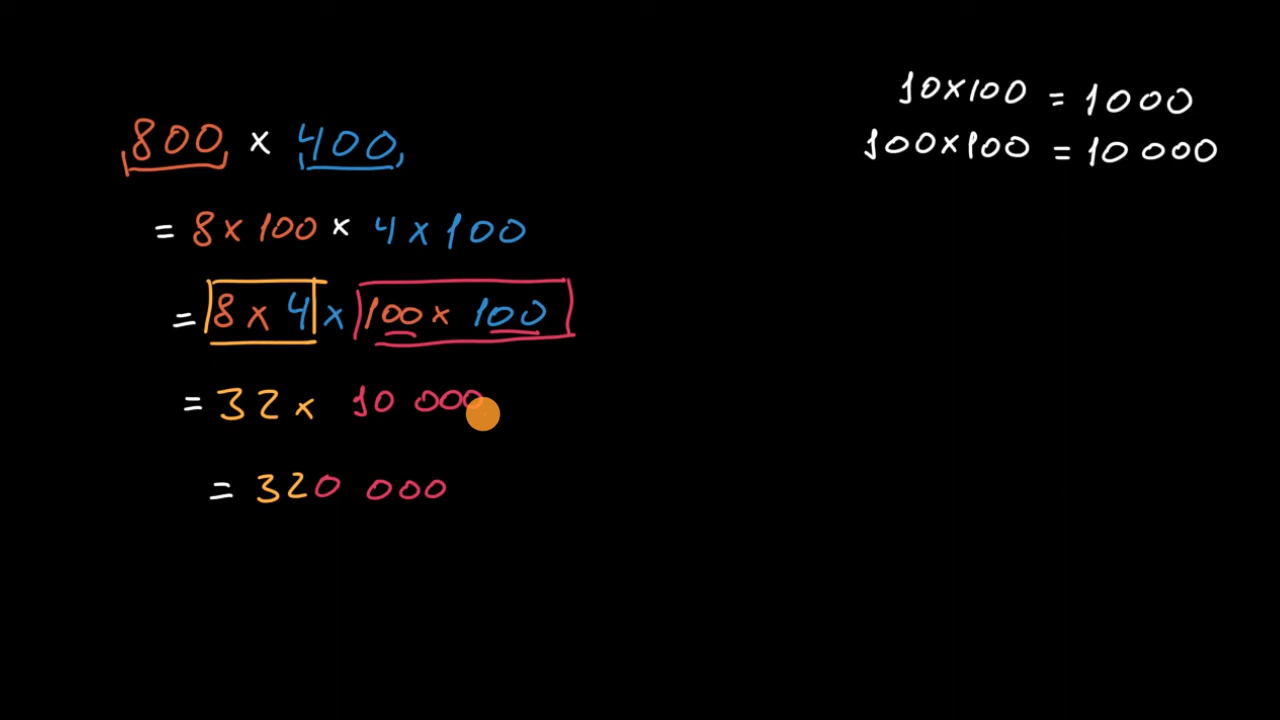 800 × 400
= 8 × 100 × 4 × 100
= 8 × 4 × 100 × 100
= 32 × 10 000
= 320 000
10×100 = 1000
100×100 = 10 000